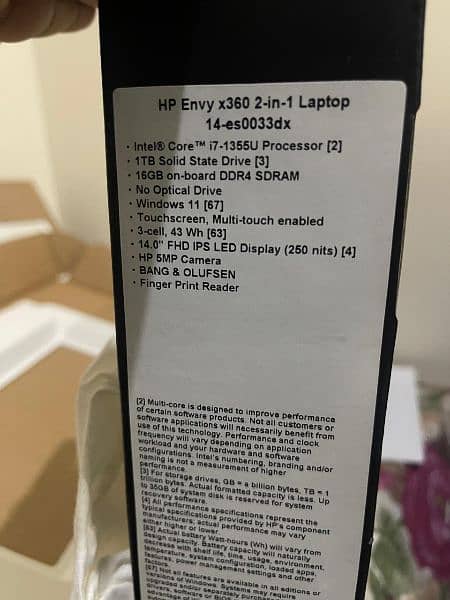 HP Envy x360 2-in-1 Laptop
14-es0033dx
· Intel® Core™ i7-1355U Processor [2]
· 1TB Solid State Drive [3]
· 16GB on-board DDR4 SDRAM
· No Optical Drive
· Windows 11 [67]
· Touchscreen, Multi-touch enabled
· 3-cell, 43 Wh [63]
· 14.0" FHD IPS LED Display (250 nits) [4]
· HP 5MP Camera
· BANG & OLUFSEN
· Finger Print Reader
[2] Multi-core is designed to improve performance
of certain software products. Not all customers or
software applications will necessarily benefit from
use of this technology. Performance and clock
frequency will vary depending on application
workload and your hardware and software
configurations. Intel's numbering, branding and/or
naming is not a measurement of higher
performance.
[3] For storage drives, GB = a billion bytes, TB = 1
trillion bytes. Actual formatted capacity is less. Up
to 35GB of system disk is reserved for system
recovery software.
[4] All performance specifications represent the
typical specifications provided by HP's component
manufacturers; actual performance may vary
either higher or lower.
[63] Actual battery Watt-hours (Wh) will vary from
design capacity. Battery capacity will naturally
decrease with shelf life, time, usage, environment,
temperature, system configuration, loaded apps,
features, power management settings and other
factors.
[67] Not all features are available in all editions or
versions of Windows. Systems may require
upgraded and/or separately purchased